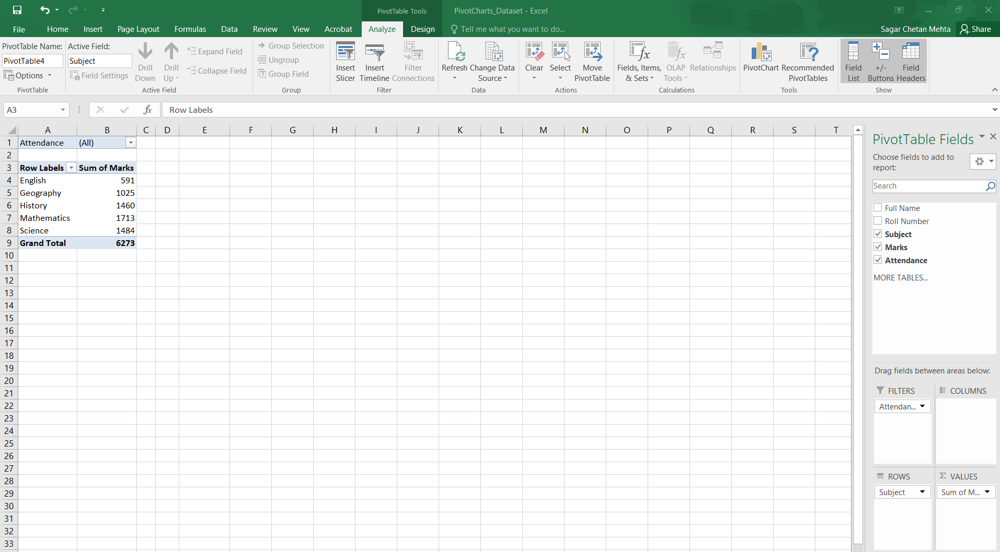 PivotTable Tools
PivotCharts_Dataset - Excel
File Home Insert Page Layout Formulas Data Review View Acrobat Analyze Design Tell me what you want to do... Sagar Chetan Mehta Share
PivotTable Name:
PivotTable4
Options
PivotTable
Active Field:
Subject
Field Settings
Drill Down
Drill Up
Expand Field
Collapse Field
Active Field
Group Selection
Ungroup
7 Group Field
Group
Insert Slicer
Insert Timeline
Filter Connections
Filter
Refresh
Change Data Source
Data
Clear
Select
Move PivotTable
Actions
fx
Fields, Items, & Sets
OLAP Tools
Relationships
Calculations
PivotChart
Recommended PivotTables
Tools
Field List
+/- Buttons
Field Headers
Show
A3 fx Row Labels
A B C D E F G H I J K L M N O P Q R S T
1 Attendance (All)
2
3 Row Labels Sum of Marks
4 English 591
5 Geography 1025
6 History 1460
7 Mathematics 1713
8 Science 1484
9 Grand Total 6273
10
11
12
13
14
15
16
17
18
19
20
21
22
23
24
25
26
27
28
29
30
31
32
33
PivotTable Fields
Choose fields to add to
report:
Search
Full Name
Roll Number
Subject
Marks
Attendance
MORE TABLES...
Drag fields between areas below:
FILTERS
Attendan...
COLUMNS
ROWS
Subject
Σ VALUES
Sum of M...